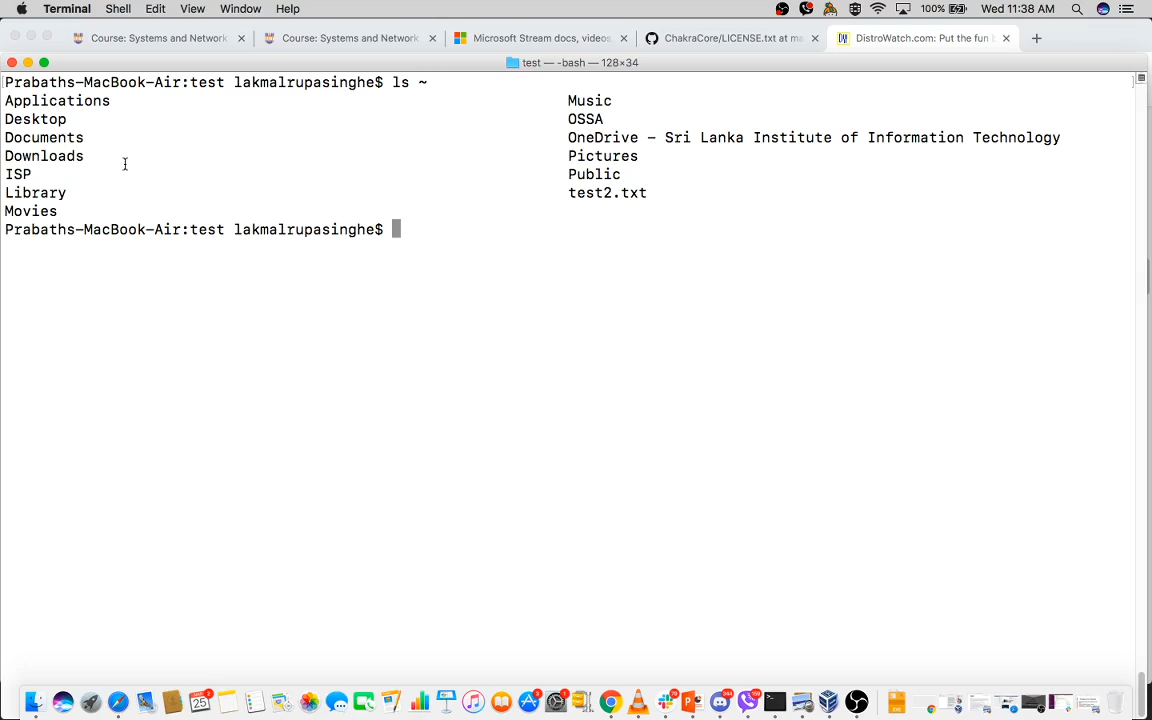 Terminal Shell Edit View Window Help 100% Wed 11:38 AM
Course: Systems and Network Course: Systems and Network Microsoft Stream docs, videos, ChakraCore/LICENSE.txt at ma DistroWatch.com: Put the fun
test — -bash — 128×34
Prabaths-MacBook-Air:test lakmalrupasinghe$ ls ~
Applications Music
Desktop OSSA
Documents OneDrive - Sri Lanka Institute of Information Technology
Downloads Pictures
ISP Public
Library test2.txt
Movies
Prabaths-MacBook-Air:test lakmalrupasinghe$
25